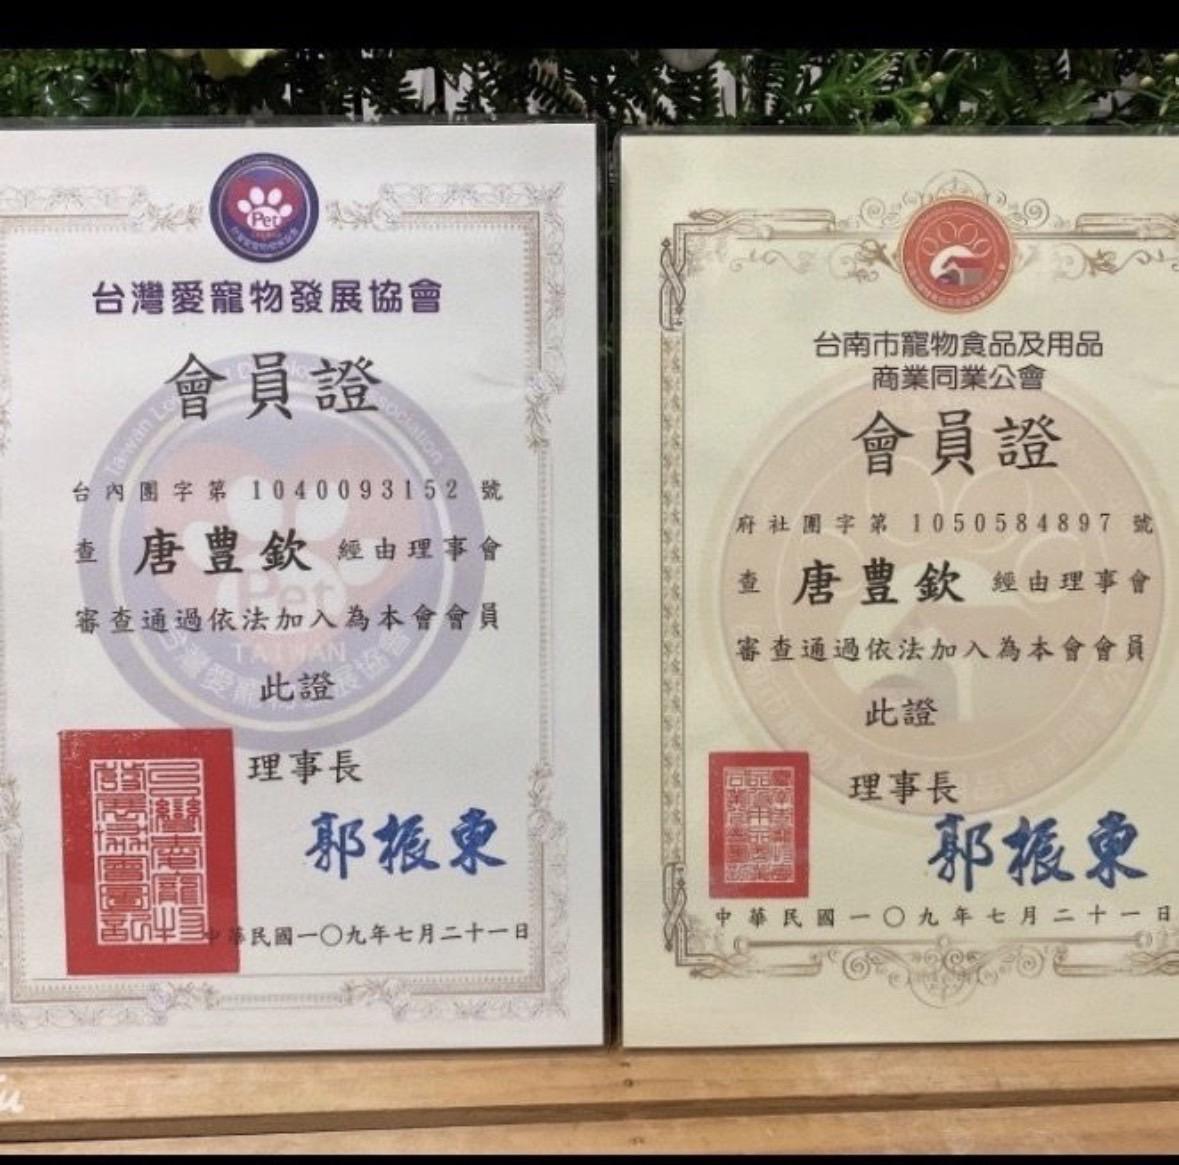 Pet
台灣愛寵物發展協會
會員證
台內團字第 1040093152 號
查 唐豐欽 經由理事會
審查通過依法加入為本會會員
此證
理事長
郭振東
中華民國一〇九年七月二十一日
Pet
TAIWAN
台南市寵物食品及用品
商業同業公會
會員證
府社團字第 1050584897 號
查 唐豐欽 經由理事會
審查通過依法加入為本會會員
此證
理事長
郭振東
中華民國一〇九年七月二十一日